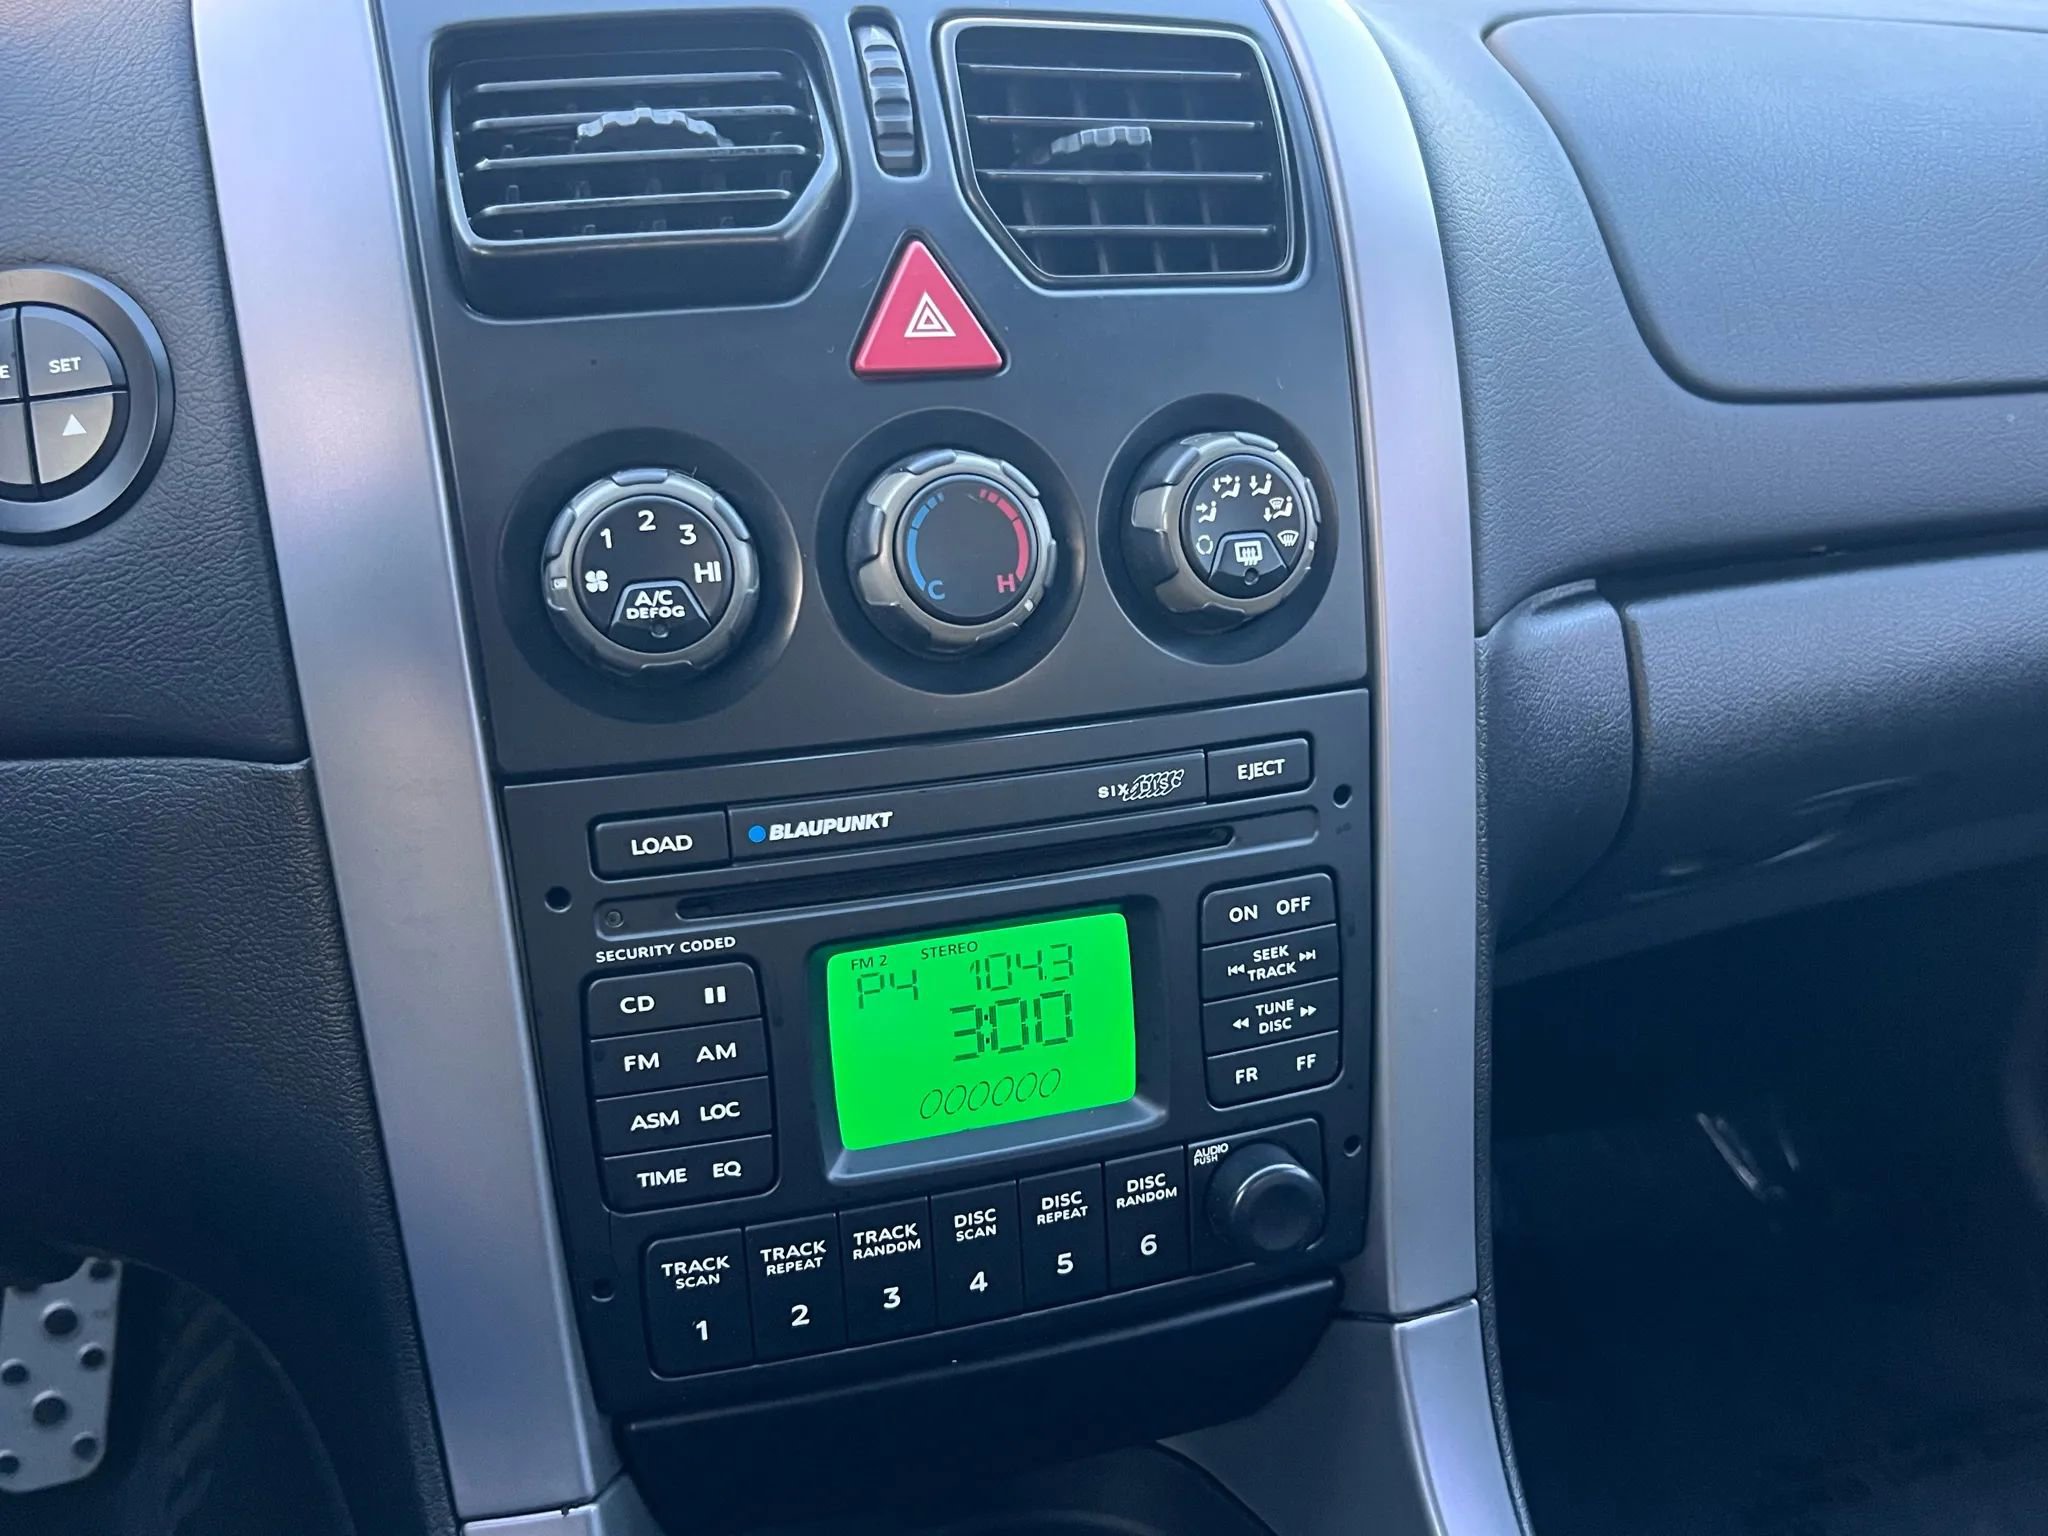 SET
1 2 3 HI
A/C
DEFOG
C H
LOAD
BLAUPUNKT
SIX DISC
EJECT
SECURITY CODED
CD
FM AM
ASM LOC
TIME EQ
FM 2 STEREO
P4 104.3
3:00
000000
ON OFF
SEEK
TRACK
TUNE
DISC
FR FF
AUDIO
PUSH
TRACK
SCAN
1
TRACK
REPEAT
2
TRACK
RANDOM
3
DISC
SCAN
4
DISC
REPEAT
5
DISC
RANDOM
6